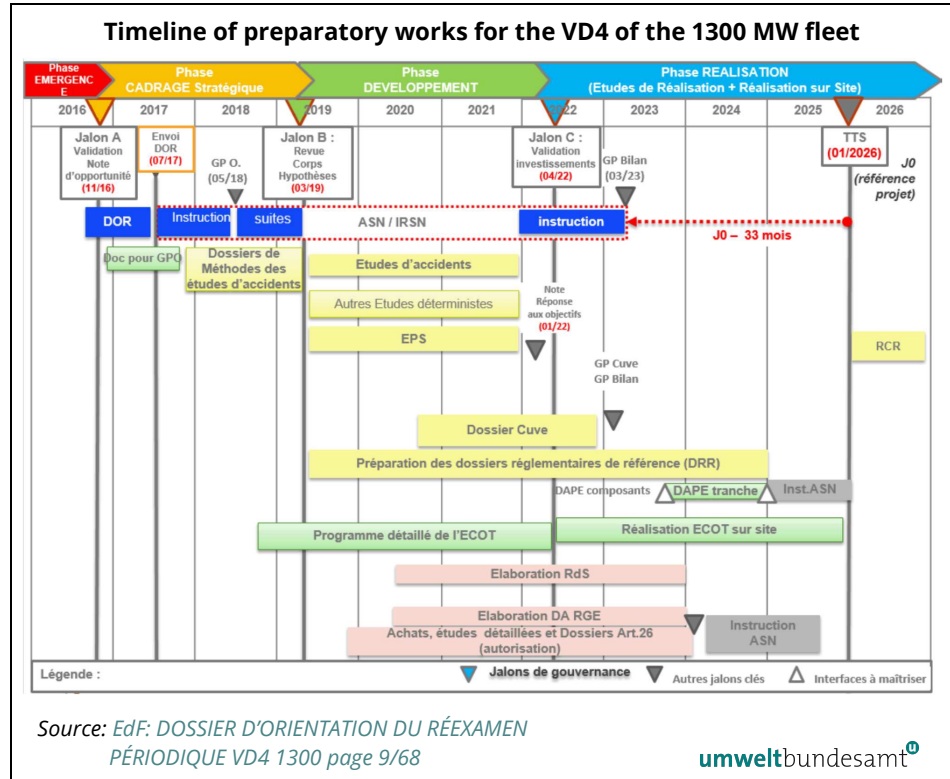 Timeline of preparatory works for the VD4 of the 1300 MW fleet
Phase
EMERGENC
E
Phase
CADRAGE Stratégique
Phase
DEVELOPPEMENT
Phase REALISATION
(Etudes de Réalisation + Réalisation sur Site)
2016
2017
2018
2019
2020
2021
2022
2023
2024
2025
2026
Jalon A
Validation
Note
d'opportunité
(11/16)
Envoi
DOR
(07/17)
GP O.
(05/18)
Jalon B :
Revue
Corps
Hypothèses
(03/19)
Jalon C :
Validation
investissements
(04/22)
GP Bilan
(03/23)
TTS
(01/2026)
J0
(référence
projet)
DOR
Instruction
suites
ASN / IRSN
instruction
J0 – 33 mois
Doc pour GPO
Dossiers de
Méthodes des
études d'accidents
Etudes d'accidents
Autres Etudes déterministes
EPS
Note
Réponse
aux objectifs
(01/22)
RCR
GP Cuve
GP Bilan
Dossier Cuve
Préparation des dossiers réglementaires de référence (DRR)
DAPE composants
DAPE tranche
Inst.ASN
Programme détaillé de l'ECOT
Réalisation ECOT sur site
Elaboration RdS
Elaboration DA RGE
Achats, études détaillées et Dossiers Art.26
(autorisation)
Instruction
ASN
Légende :
Jalons de gouvernance
Autres jalons clés
Interfaces à maîtriser
Source: EdF: DOSSIER D'ORIENTATION DU RÉEXAMEN
PÉRIODIQUE VD4 1300 page 9/68
umweltbundesamt